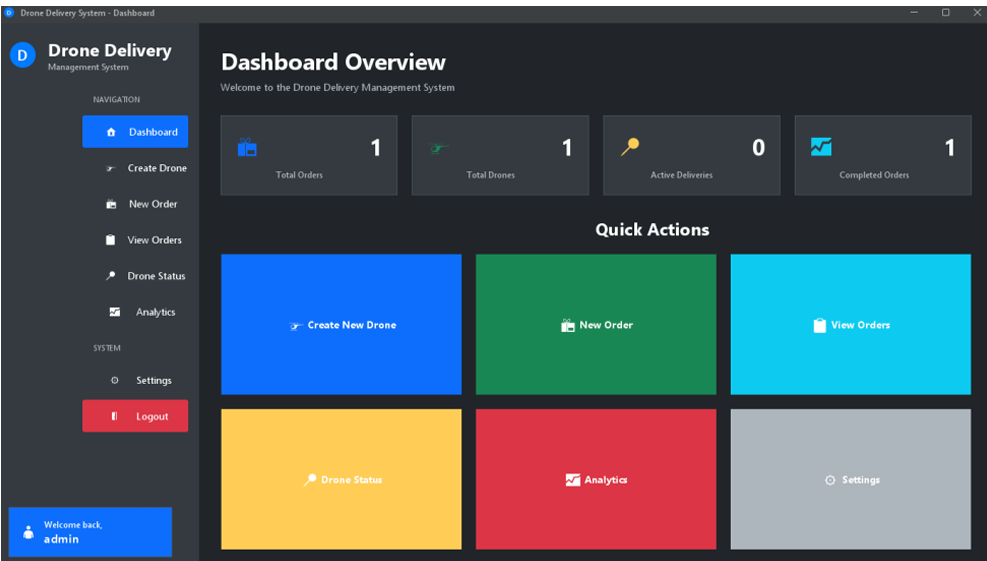 Drone Delivery System - Dashboard
D
Drone Delivery
Management System
NAVIGATION
Dashboard
Create Drone
New Order
View Orders
Drone Status
Analytics
SYSTEM
Settings
Logout
Welcome back,
admin
Dashboard Overview
Welcome to the Drone Delivery Management System
1
Total Orders
1
Total Drones
0
Active Deliveries
1
Completed Orders
Quick Actions
Create New Drone
New Order
View Orders
Drone Status
Analytics
Settings